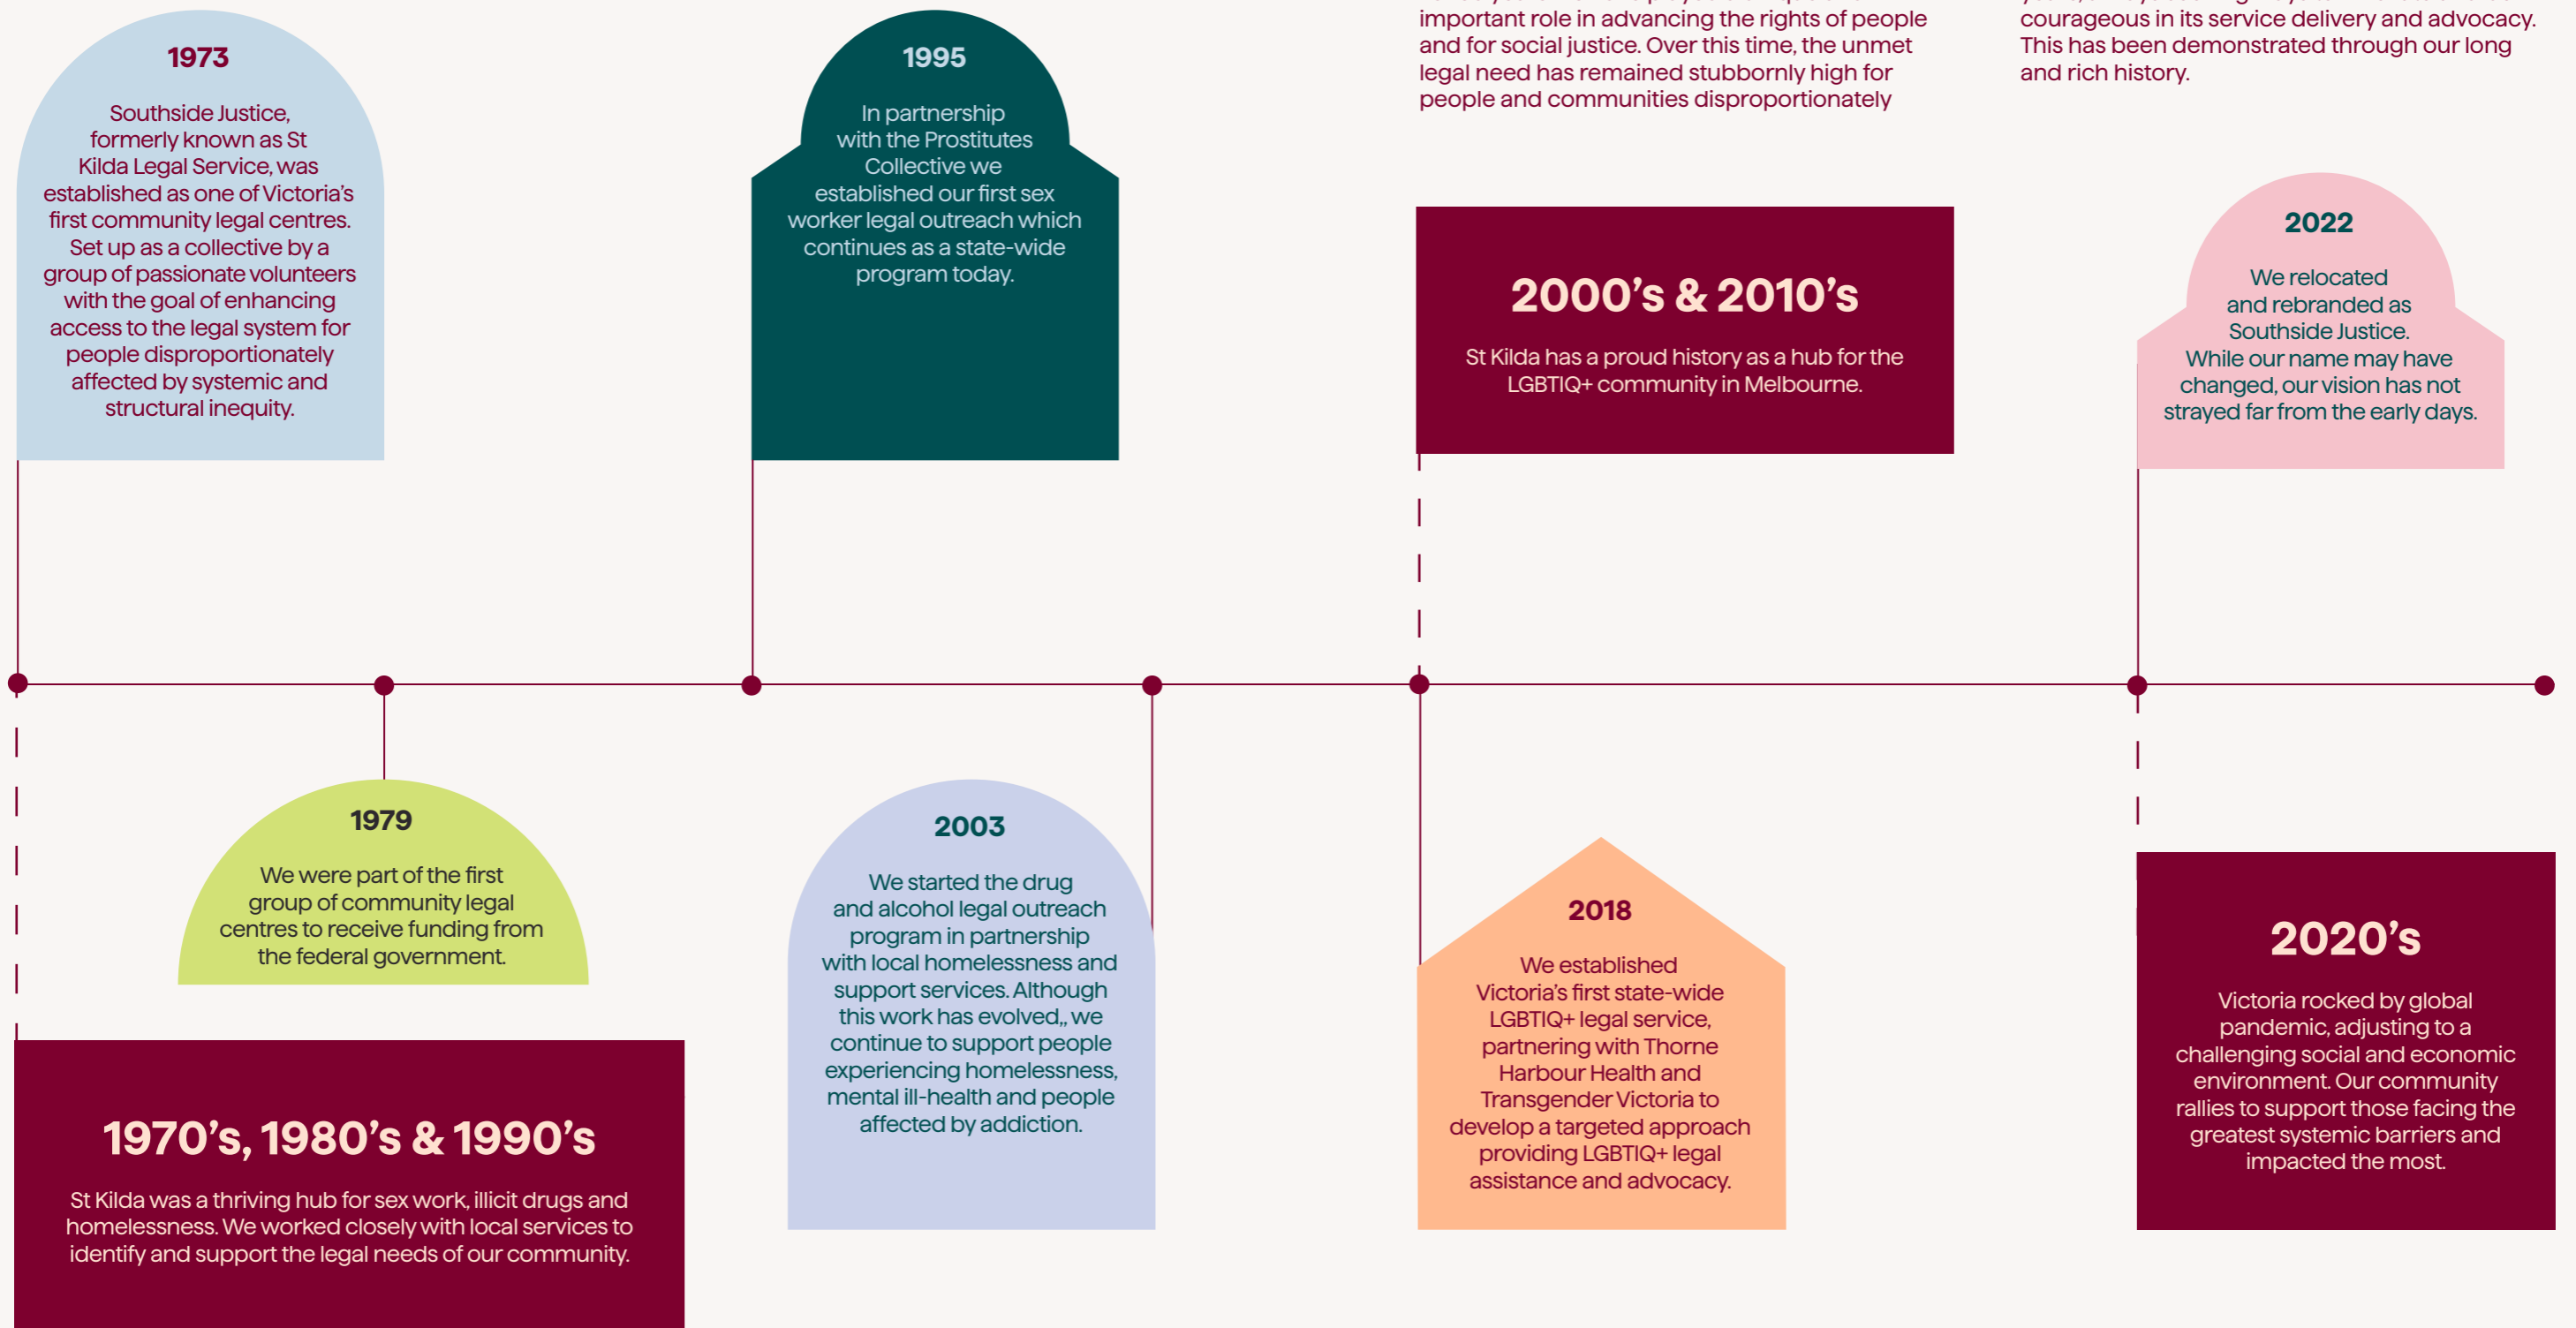 important role in advancing the rights of people
and for social justice. Over this time, the unmet
legal need has remained stubbornly high for
people and communities disproportionately
courageous in its service delivery and advocacy.
This has been demonstrated through our long
and rich history.
1973
Southside Justice,
formerly known as St
Kilda Legal Service, was
established as one of Victoria’s
first community legal centres.
Set up as a collective by a
group of passionate volunteers
with the goal of enhancing
access to the legal system for
people disproportionately
affected by systemic and
structural inequity.
1995
In partnership
with the Prostitutes
Collective we
established our first sex
worker legal outreach which
continues as a state-wide
program today.
2000’s & 2010’s
St Kilda has a proud history as a hub for the
LGBTIQ+ community in Melbourne.
2022
We relocated
and rebranded as
Southside Justice.
While our name may have
changed, our vision has not
strayed far from the early days.
1979
We were part of the first
group of community legal
centres to receive funding from
the federal government.
1970’s, 1980’s & 1990’s
St Kilda was a thriving hub for sex work, illicit drugs and
homelessness. We worked closely with local services to
identify and support the legal needs of our community.
2003
We started the drug
and alcohol legal outreach
program in partnership
with local homelessness and
support services. Although
this work has evolved,, we
continue to support people
experiencing homelessness,
mental ill-health and people
affected by addiction.
2018
We established
Victoria’s first state-wide
LGBTIQ+ legal service,
partnering with Thorne
Harbour Health and
Transgender Victoria to
develop a targeted approach
providing LGBTIQ+ legal
assistance and advocacy.
2020’s
Victoria rocked by global
pandemic, adjusting to a
challenging social and economic
environment. Our community
rallies to support those facing the
greatest systemic barriers and
impacted the most.